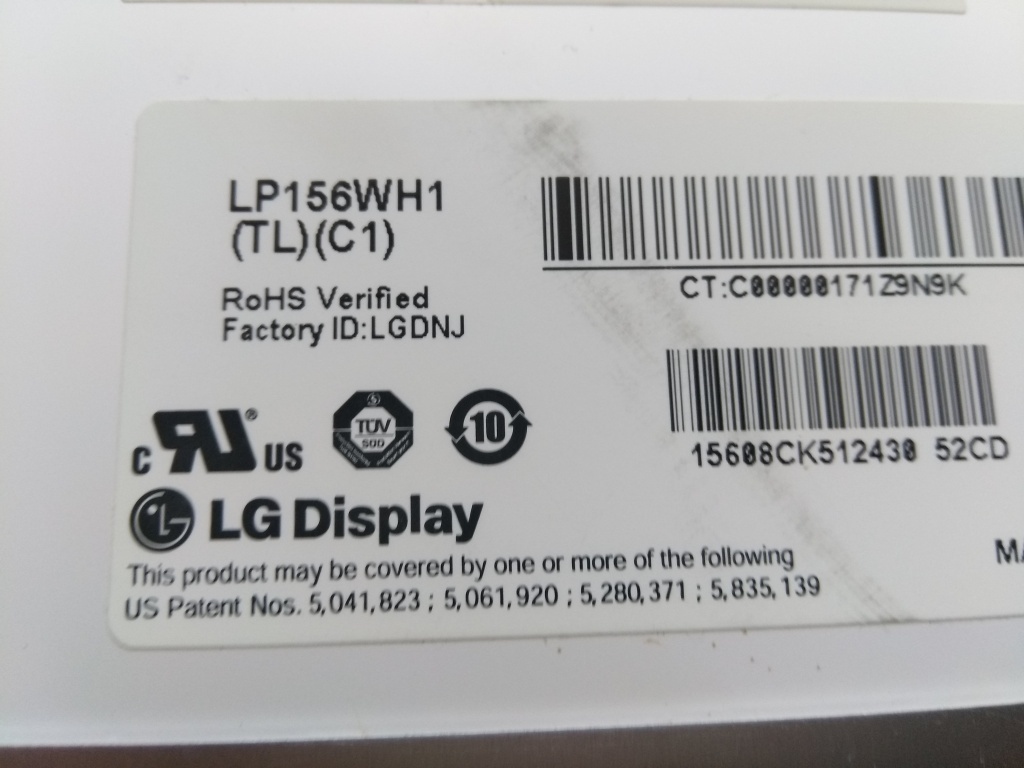 LP156WH1
(TL)(C1)
CT:C00000171Z9N9K
RoHS Verified
Factory ID:LGDNJ
15608CK512430 52CD
c RU ® US
TÜV
SÜD
10
LG Display
This product may be covered by one or more of the following
US Patent Nos. 5,041,823 ; 5,061,920 ; 5,280,371 ; 5,835,139